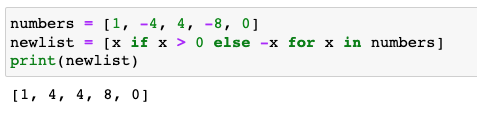 numbers = [1, -4, 4, -8, 0]
newlist = [x if x > 0 else -x for x in numbers]
print(newlist)
[1, 4, 4, 8, 0]